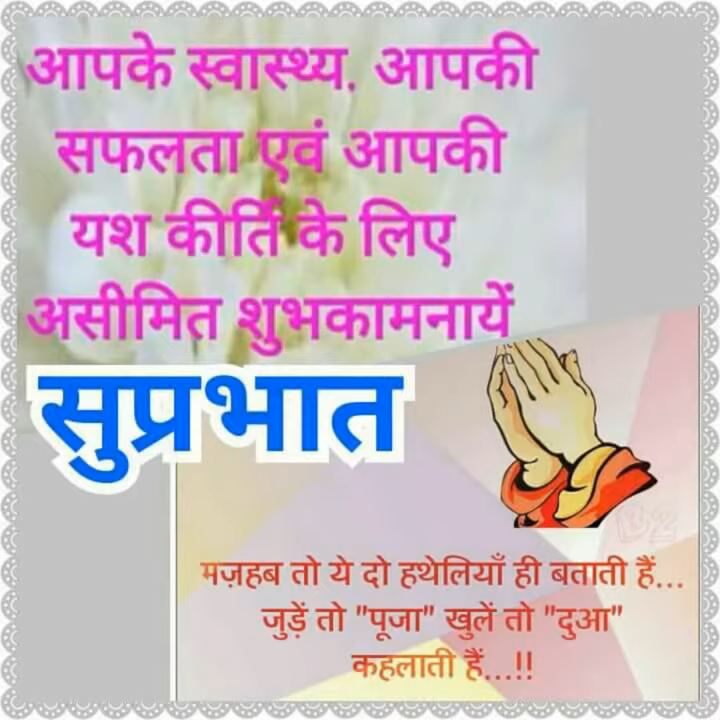 आपके स्वास्थ्य, आपकी
सफलता एवं आपकी
यश कीर्ति के लिए
असीमित शुभकामनायें
सुप्रभात
मज़हब तो ये दो हथेलियाँ ही बताती हैं...
जुड़ें तो "पूजा" खुलें तो "दुआ"
कहलाती हैं...!!